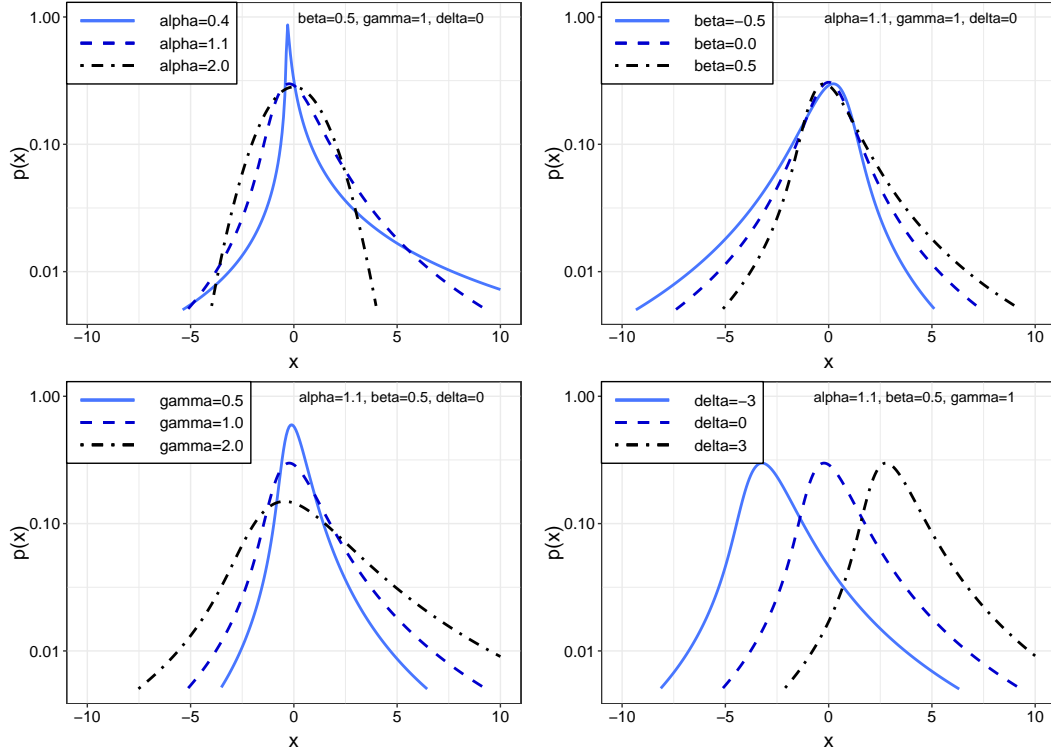 beta=0.5, gamma=1, delta=0
alpha=0.4
alpha=1.1
alpha=2.0
1.00
0.10
0.01
p(x)
−10
−5
0
5
10
x
alpha=1.1, gamma=1, delta=0
beta=−0.5
beta=0.0
beta=0.5
1.00
0.10
0.01
p(x)
−10
−5
0
5
10
x
alpha=1.1, beta=0.5, delta=0
gamma=0.5
gamma=1.0
gamma=2.0
1.00
0.10
0.01
p(x)
−10
−5
0
5
10
x
alpha=1.1, beta=0.5, gamma=1
delta=−3
delta=0
delta=3
1.00
0.10
0.01
p(x)
−10
−5
0
5
10
x